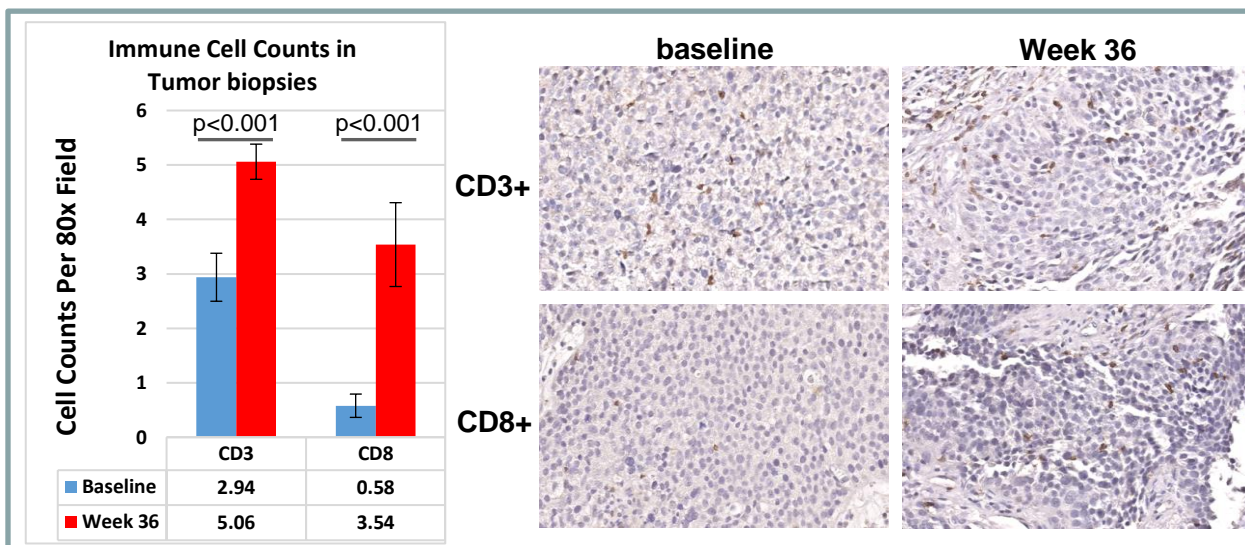 Immune Cell Counts in
Tumor biopsies
Cell Counts Per 80x Field
6
5
4
3
2
1
0
p<0.001 p<0.001
CD3 CD8
Baseline 2.94 0.58
Week 36 5.06 3.54
baseline Week 36
CD3+
CD8+